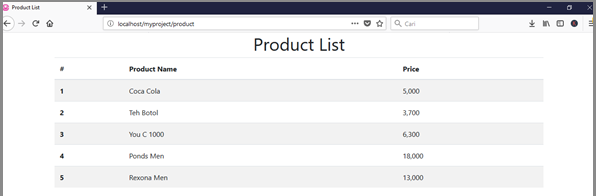 Product List
localhost/myproject/product
Cari
Product List
# Product Name Price
1 Coca Cola 5,000
2 Teh Botol 3,700
3 You C 1000 6,300
4 Ponds Men 18,000
5 Rexona Men 13,000